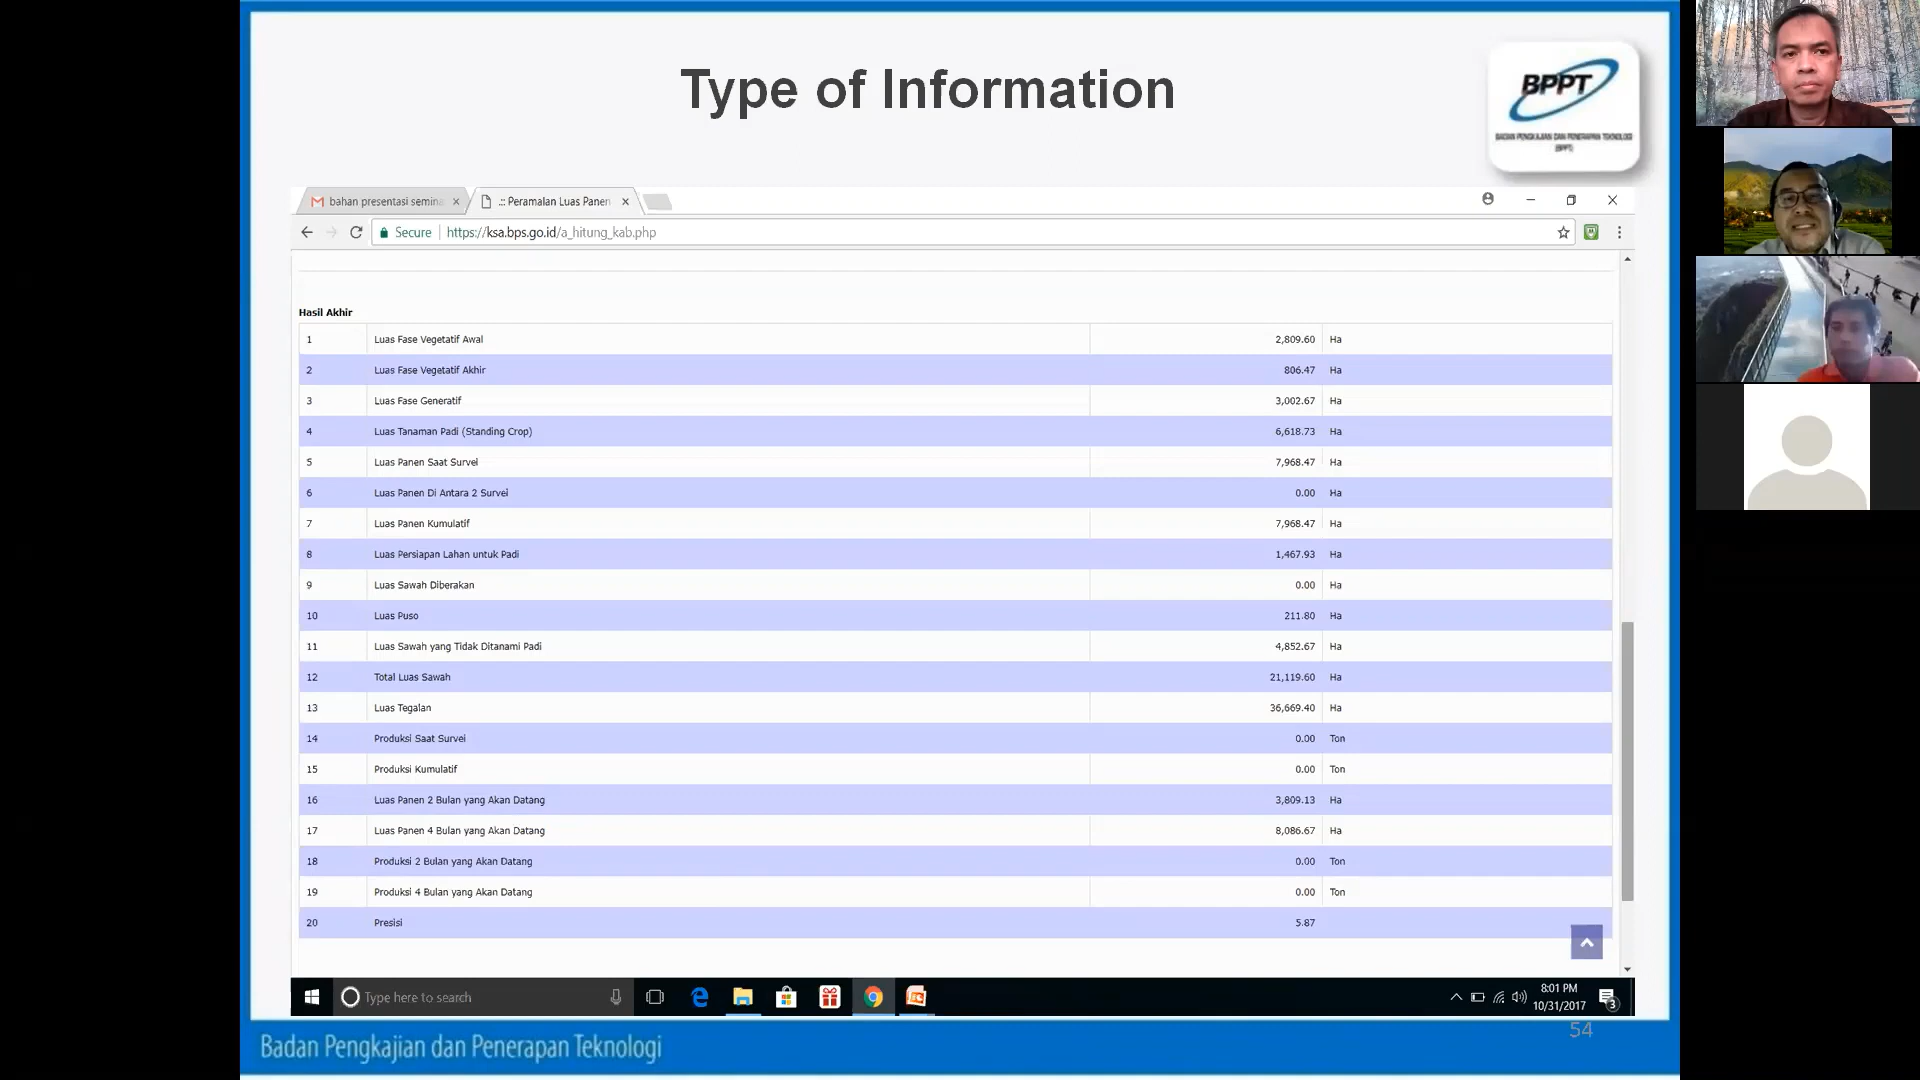 Type of Information
BPPT
BADAN PENGKAJIAN DAN PENERAPAN TEKNOLOGI
(BPPT)
bahan presentasi semina
.:: Peramalan Luas Panen
Secure https://ksa.bps.go.id/a_hitung_kab.php
Hasil Akhir
1 Luas Fase Vegetatif Awal 2,809.60 Ha
2 Luas Fase Vegetatif Akhir 806.47 Ha
3 Luas Fase Generatif 3,002.67 Ha
4 Luas Tanaman Padi (Standing Crop) 6,618.73 Ha
5 Luas Panen Saat Survei 7,968.47 Ha
6 Luas Panen Di Antara 2 Survei 0.00 Ha
7 Luas Panen Kumulatif 7,968.47 Ha
8 Luas Persiapan Lahan untuk Padi 1,467.93 Ha
9 Luas Sawah Diberakan 0.00 Ha
10 Luas Puso 211.80 Ha
11 Luas Sawah yang Tidak Ditanami Padi 4,852.67 Ha
12 Total Luas Sawah 21,119.60 Ha
13 Luas Tegalan 36,669.40 Ha
14 Produksi Saat Survei 0.00 Ton
15 Produksi Kumulatif 0.00 Ton
16 Luas Panen 2 Bulan yang Akan Datang 3,809.13 Ha
17 Luas Panen 4 Bulan yang Akan Datang 8,086.67 Ha
18 Produksi 2 Bulan yang Akan Datang 0.00 Ton
19 Produksi 4 Bulan yang Akan Datang 0.00 Ton
20 Presisi 5.87
Type here to search
8:01 PM
10/31/2017
3
54
Badan Pengkajian dan Penerapan Teknologi